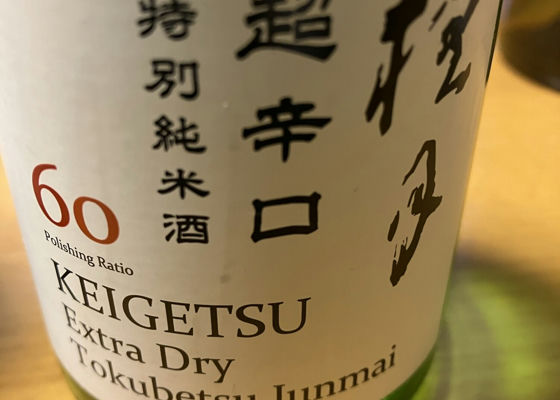 桂月
超辛口
特別純米酒
60
Polishing Ratio
KEIGETSU
Extra Dry
Tokubetsu Junmai